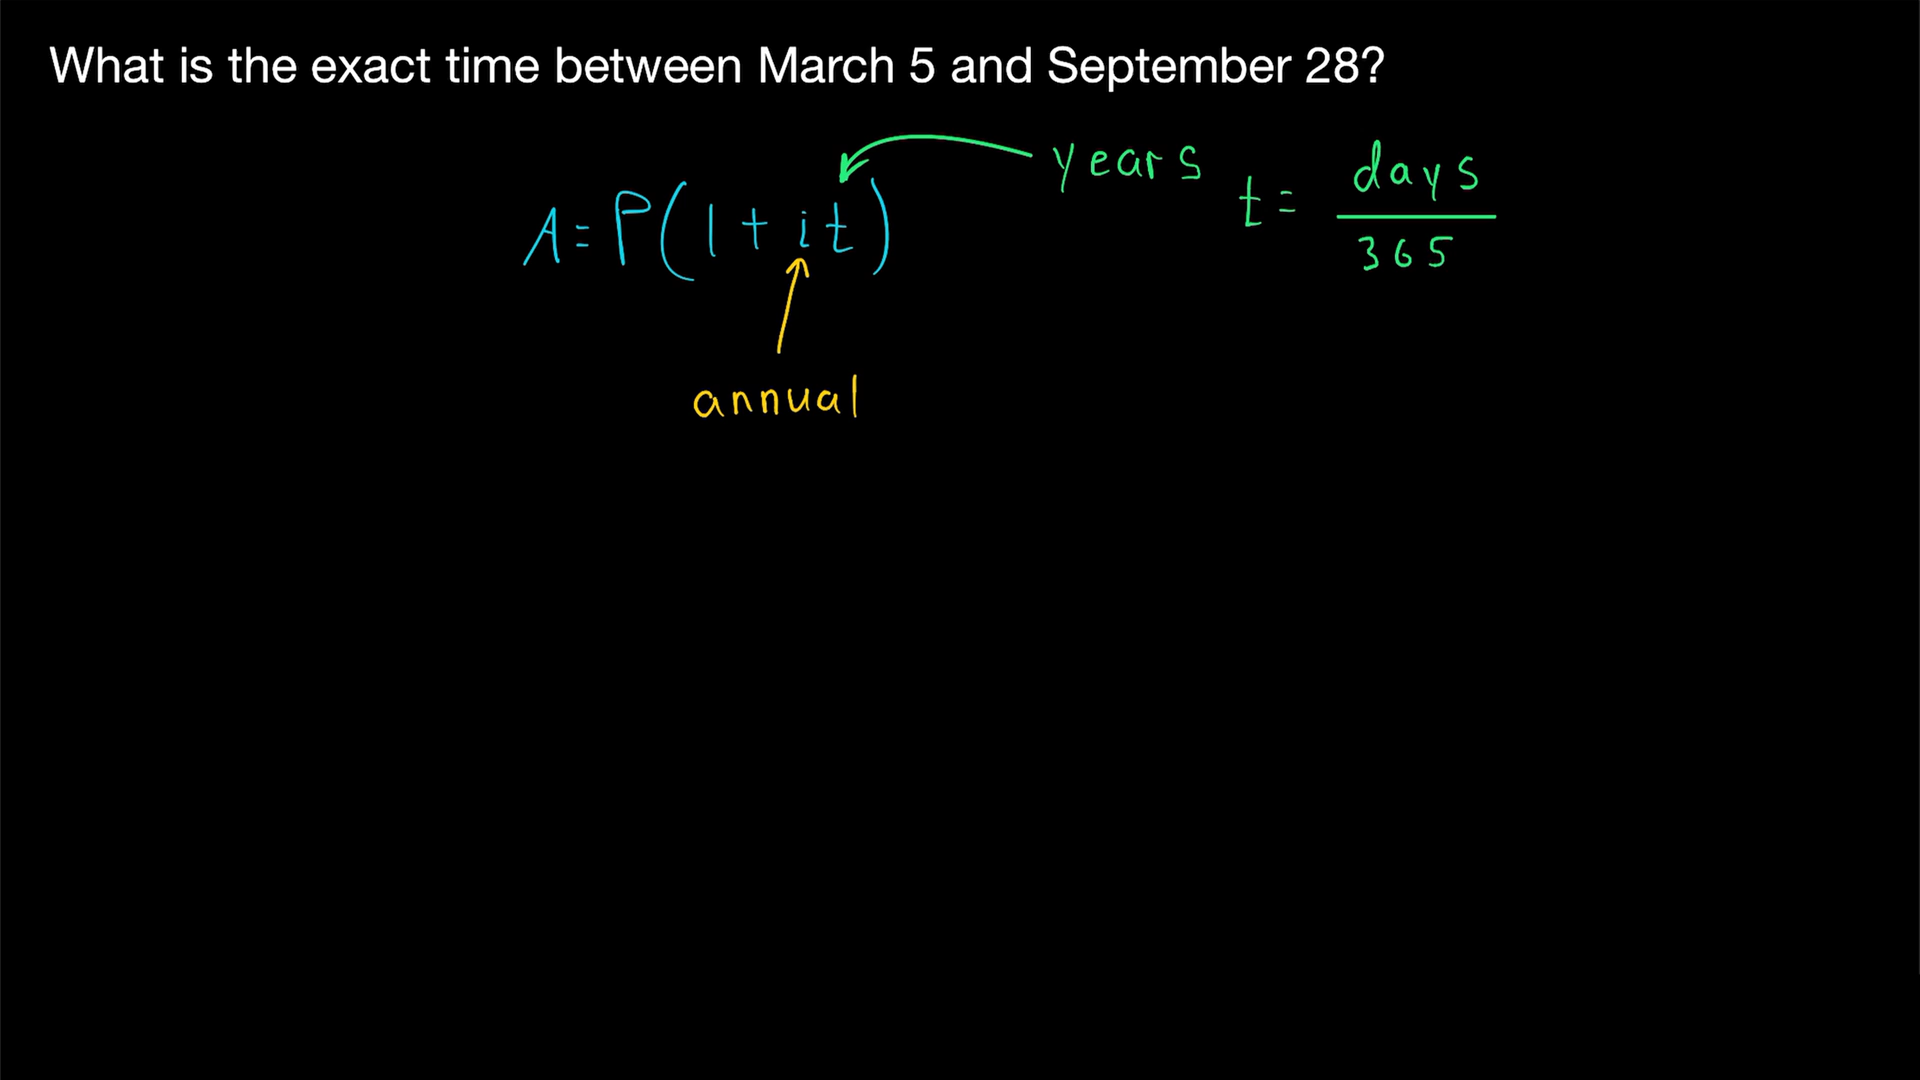 What is the exact time between March 5 and September 28?
years
t = days / 365
A = P(1 + it)
annual